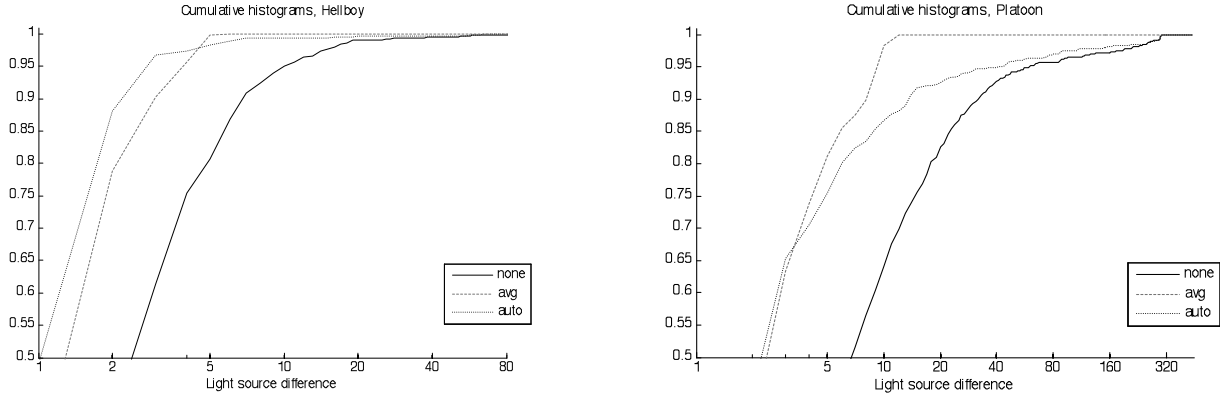 Cumulative histograms, Hellboy
1
0.95
0.9
0.85
0.8
0.75
0.7
0.65
0.6
0.55
0.5
1 2 5 10 20 40 80
Light source difference
none
avg
auto
Cumulative histograms, Platoon
1
0.95
0.9
0.85
0.8
0.75
0.7
0.65
0.6
0.55
0.5
1 5 10 20 40 80 160 320
Light source difference
none
avg
auto